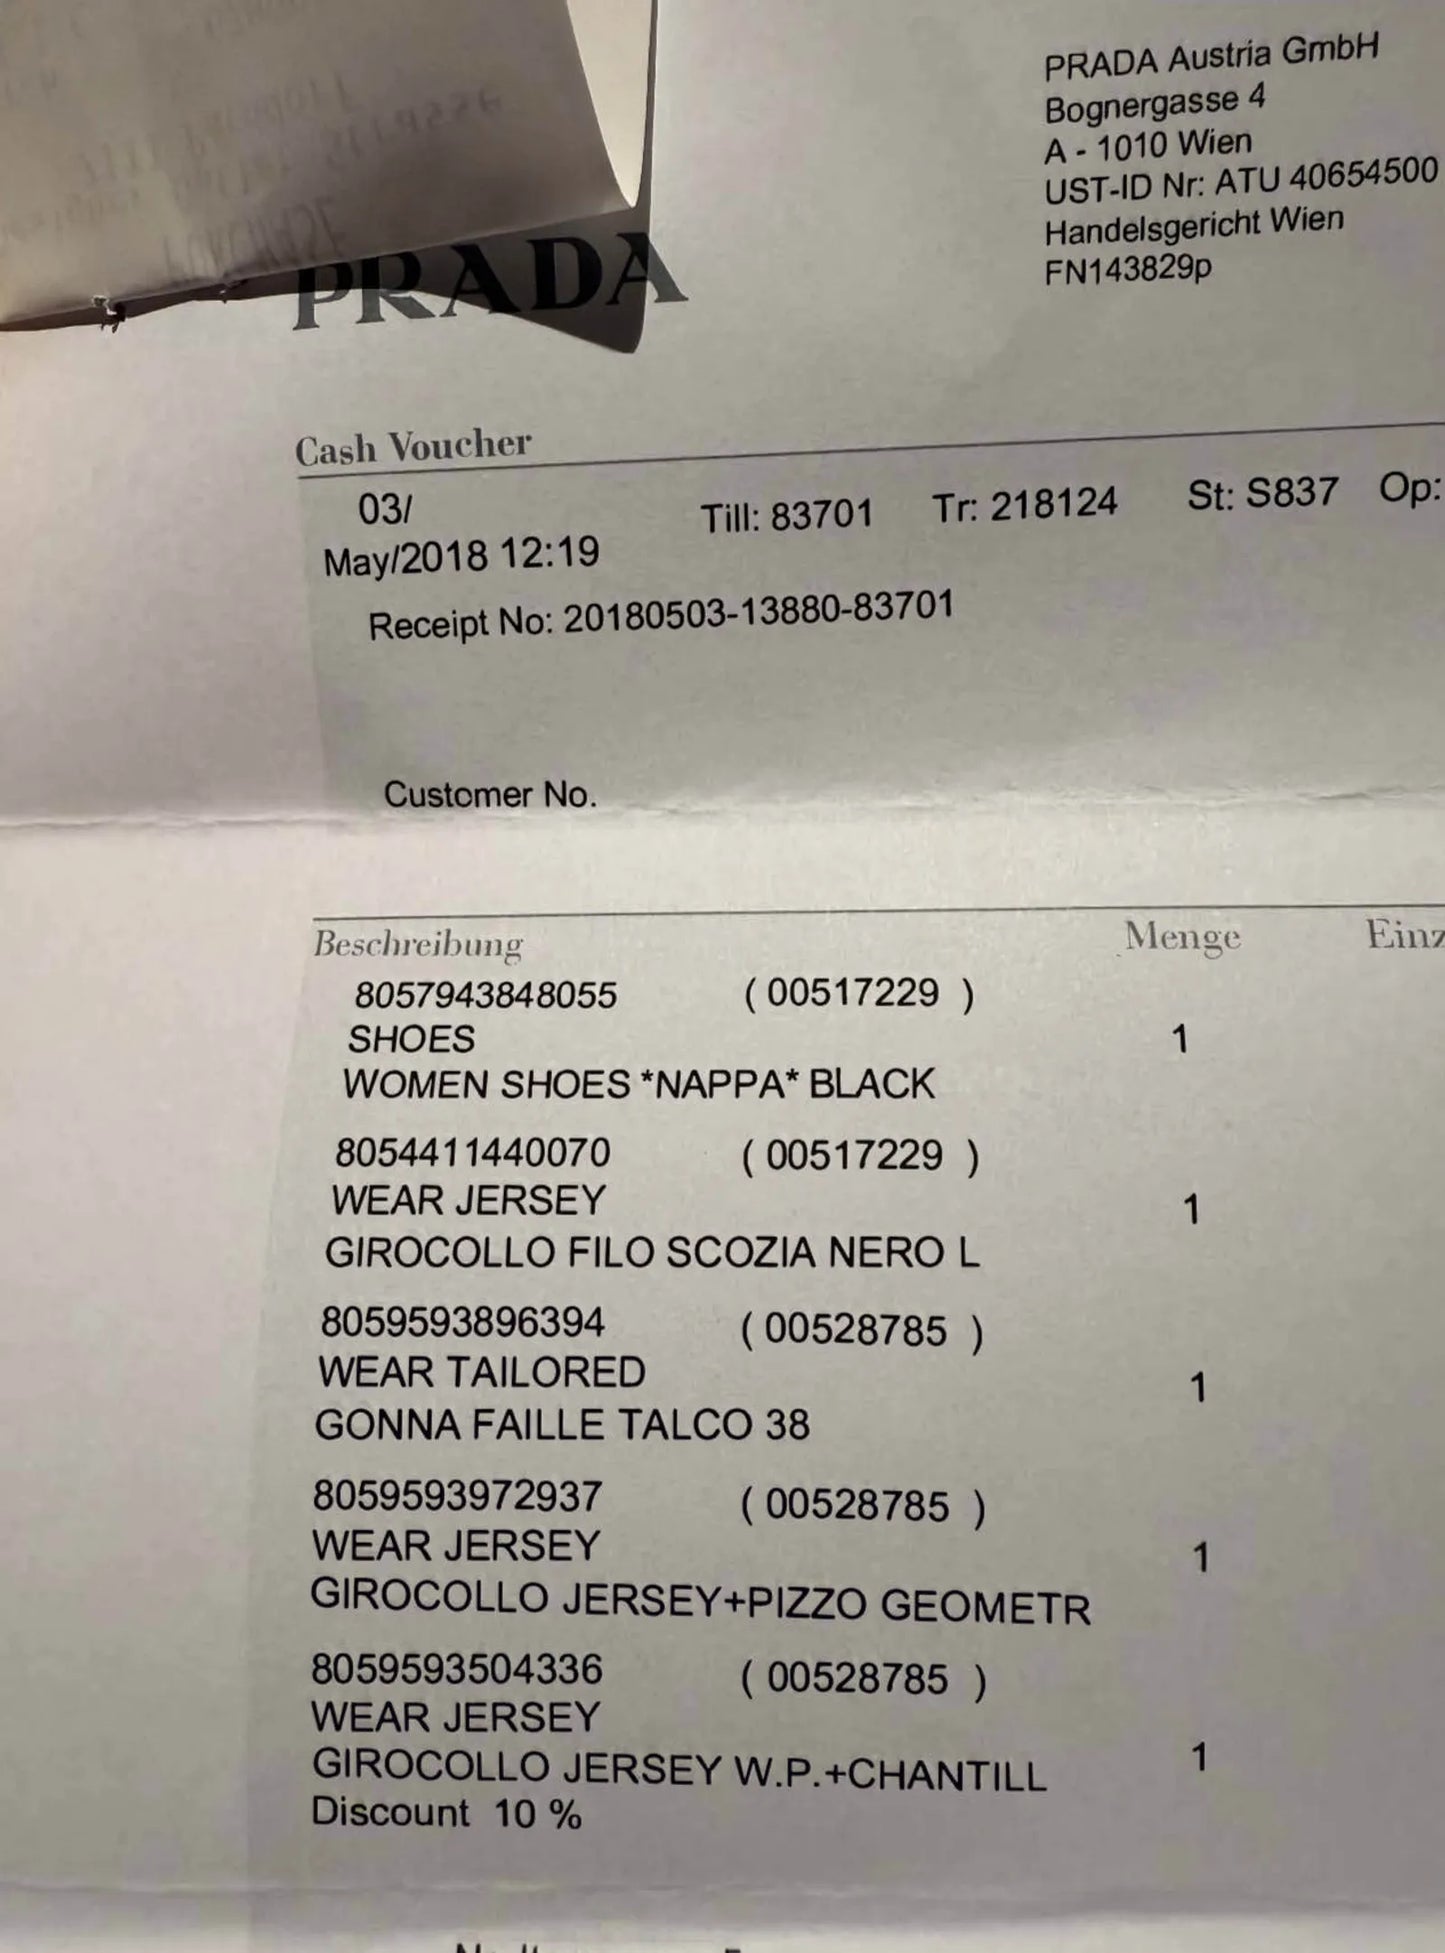 PRADA Austria GmbH
Bognergasse 4
A - 1010 Wien
UST-ID Nr: ATU 40654500
Handelsgericht Wien
FN143829p
PRADA
Cash Voucher
03/
May/2018 12:19 Till: 83701 Tr: 218124 St: S837 Op:
Receipt No: 20180503-13880-83701
Customer No.
Beschreibung Menge Einz
8057943848055 ( 00517229 )
SHOES 1
WOMEN SHOES *NAPPA* BLACK
8054411440070 ( 00517229 )
WEAR JERSEY 1
GIROCOLLO FILO SCOZIA NERO L
8059593896394 ( 00528785 )
WEAR TAILORED 1
GONNA FAILLE TALCO 38
8059593972937 ( 00528785 )
WEAR JERSEY 1
GIROCOLLO JERSEY+PIZZO GEOMETR
8059593504336 ( 00528785 )
WEAR JERSEY
GIROCOLLO JERSEY W.P.+CHANTILL 1
Discount 10 %